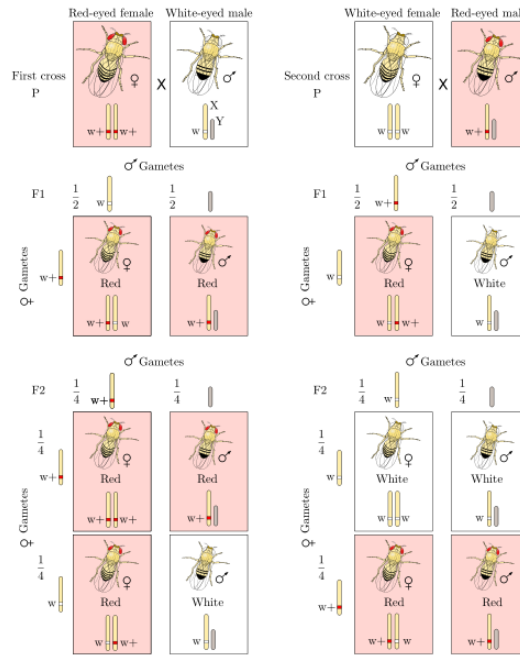 Red-eyed female White-eyed male
First cross
P
♀ X ♂
X
Y
w+ w+ w
♂ Gametes
F1 1/2 w 1/2
Gametes
♀
w+
♀ ♂
Red Red
w+ w w+
♂ Gametes
F2 1/4 w+ 1/4
1/4
w+
♀ ♂
Red Red
w+ w+ w+
Gametes
♀
1/4
w
♀ ♂
Red White
w w+ w
White-eyed female Red-eyed male
Second cross
P
♀ X ♂
w w w+
♂ Gametes
F1 1/2 w+ 1/2
Gametes
♀
w
♀ ♂
Red White
w w+ w
♂ Gametes
F2 1/4 w 1/4
1/4
w
♀ ♂
White White
w w w
Gametes
♀
1/4
w+
♀ ♂
Red Red
w+ w w+